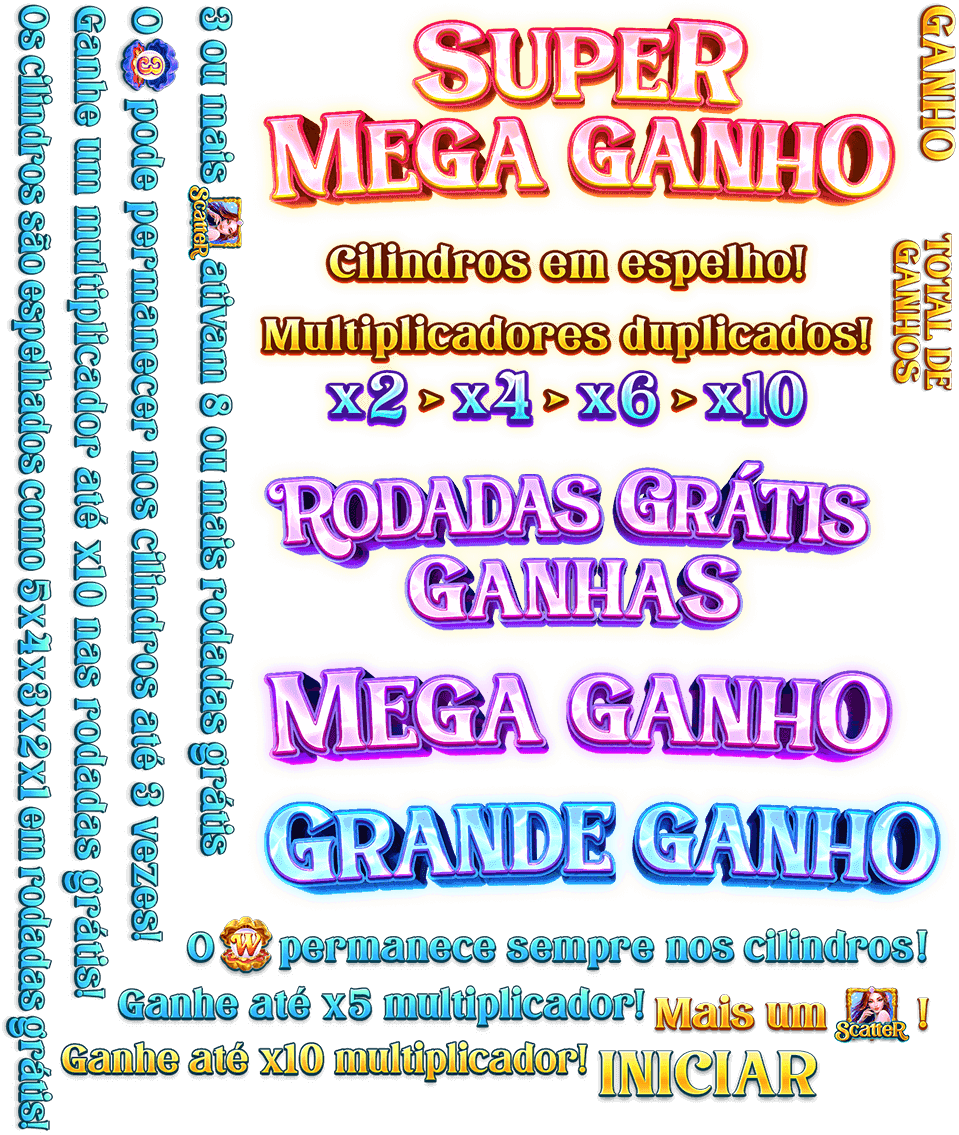 SUPER
MEGA GANHO
Cilindros em espelho!
Multiplicadores duplicados!
x2 > x4 > x6 > x10
RODADAS GRÁTIS
GANHAS
MEGA GANHO
GRANDE GANHO
O W permanece sempre nos cilindros!
Ganhe até x5 multiplicador!
Mais um SCATTER !
Ganhe até x10 multiplicador!
INICIAR
GANHO
TOTAL DE
GANHOS
3 ou mais SCATTER ativam 8 ou mais rodadas grátis
O 3 pode permanecer nos cilindros até 3 vezes!
Ganhe um multiplicador até x10 nas rodadas grátis!
Os cilindros são espelhados como 5x4x3x2x1 em rodadas grátis!